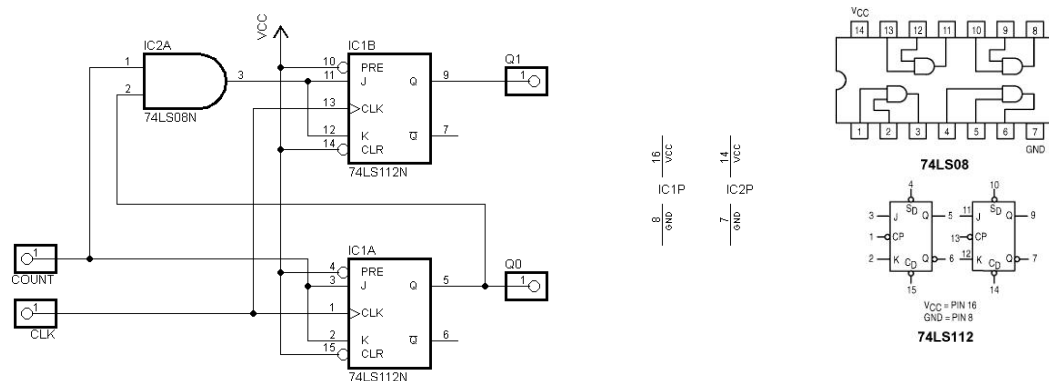 VCC
IC2A
1
2
3
74LS08N
IC1B
10 PRE
11 J Q 9
13 CLK
12 K Q 7
14 CLR
74LS112N
Q1
1
IC1A
4 PRE
3 J Q 5
1 CLK
2 K Q 6
15 CLR
74LS112N
Q0
1
1
COUNT
1
CLK
16 VCC
14 VCC
IC1P
IC2P
8 GND
7 GND
VCC
14 13 12 11 10 9 8
1 2 3 4 5 6 7
GND
74LS08
4 10
3 J SD Q 5
11 J SD Q 9
1 CP
13 CP
2 K CD Q 6
12 K CD Q 7
15 14
VCC = PIN 16
GND = PIN 8
74LS112